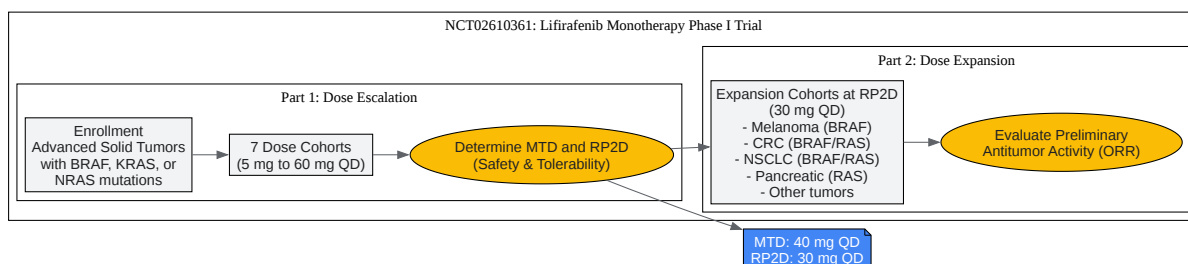 NCT02610361: Lifirafenib Monotherapy Phase I Trial
Part 1: Dose Escalation
Enrollment
Advanced Solid Tumors
with BRAF, KRAS, or
NRAS mutations
7 Dose Cohorts
(5 mg to 60 mg QD)
Determine MTD and RP2D
(Safety & Tolerability)
Part 2: Dose Expansion
Expansion Cohorts at RP2D
(30 mg QD)
- Melanoma (BRAF)
- CRC (BRAF/RAS)
- NSCLC (BRAF/RAS)
- Pancreatic (RAS)
- Other tumors
Evaluate Preliminary
Antitumor Activity (ORR)
MTD: 40 mg QD
RP2D: 30 mg QD